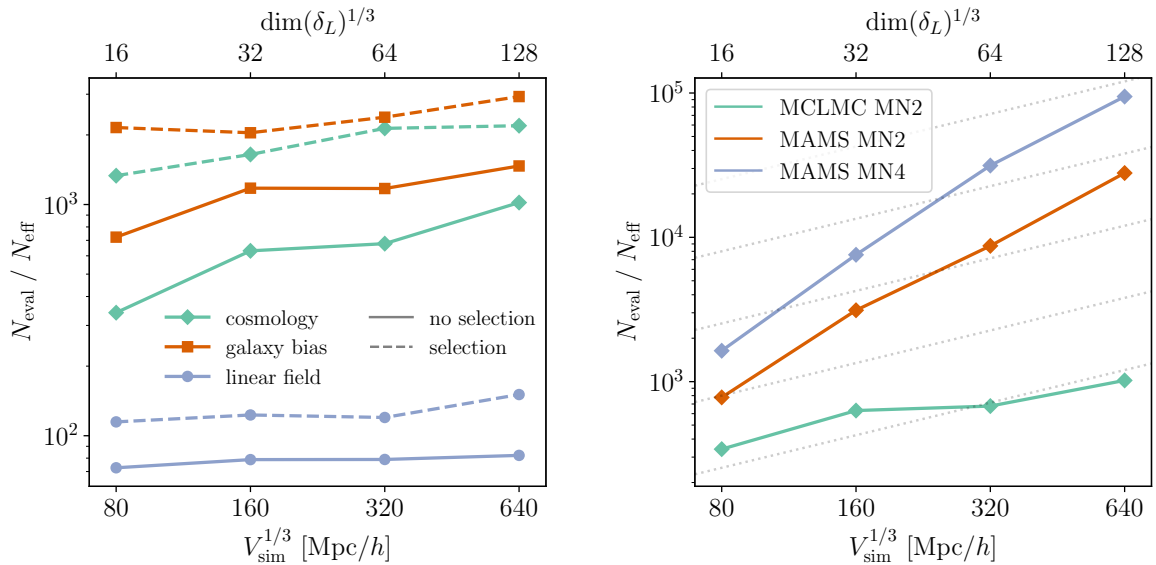 dim(δ_L)^{1/3}
16 32 64 128
N_eval / N_eff
10^3
10^2
cosmology
galaxy bias
linear field
no selection
selection
80 160 320 640
V_sim^{1/3} [Mpc/h]
dim(δ_L)^{1/3}
16 32 64 128
N_eval / N_eff
10^5
10^4
10^3
MCLMC MN2
MAMS MN2
MAMS MN4
80 160 320 640
V_sim^{1/3} [Mpc/h]